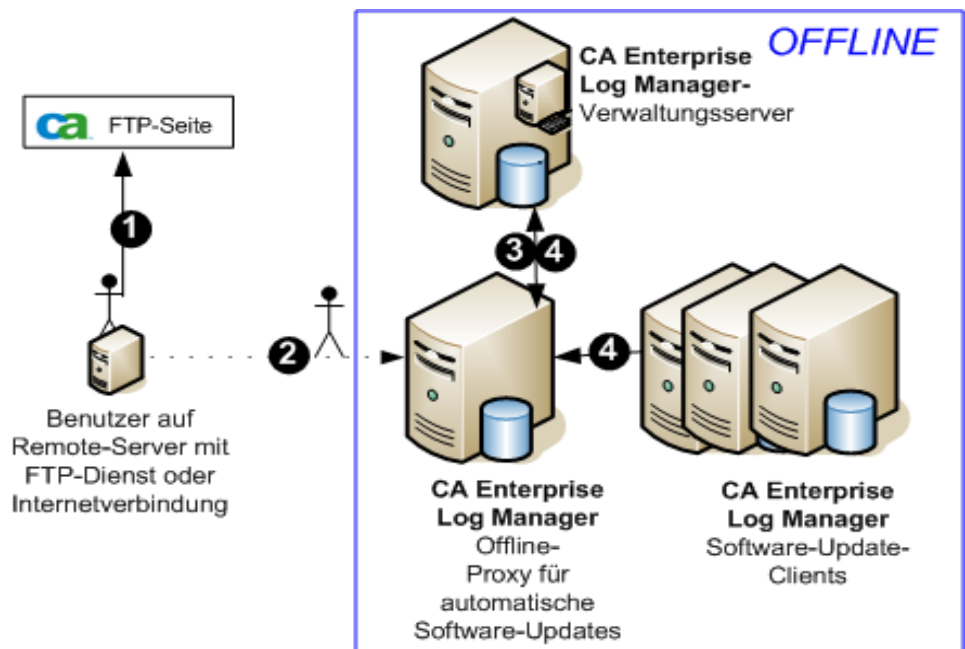 OFFLINE
CA Enterprise
Log Manager-
Verwaltungsserver
ca FTP-Seite
1
3 4
2
4
Benutzer auf
Remote-Server mit
FTP-Dienst oder
Internetverbindung
CA Enterprise
Log Manager
Offline-
Proxy für
automatische
Software-Updates
CA Enterprise
Log Manager
Software-Update-
Clients